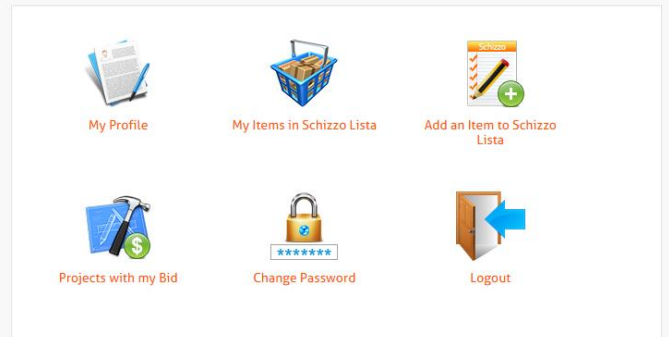 Schizzo
My Profile
My Items in Schizzo Lista
Add an Item to Schizzo
Lista
*******
Projects with my Bid
Change Password
Logout
$